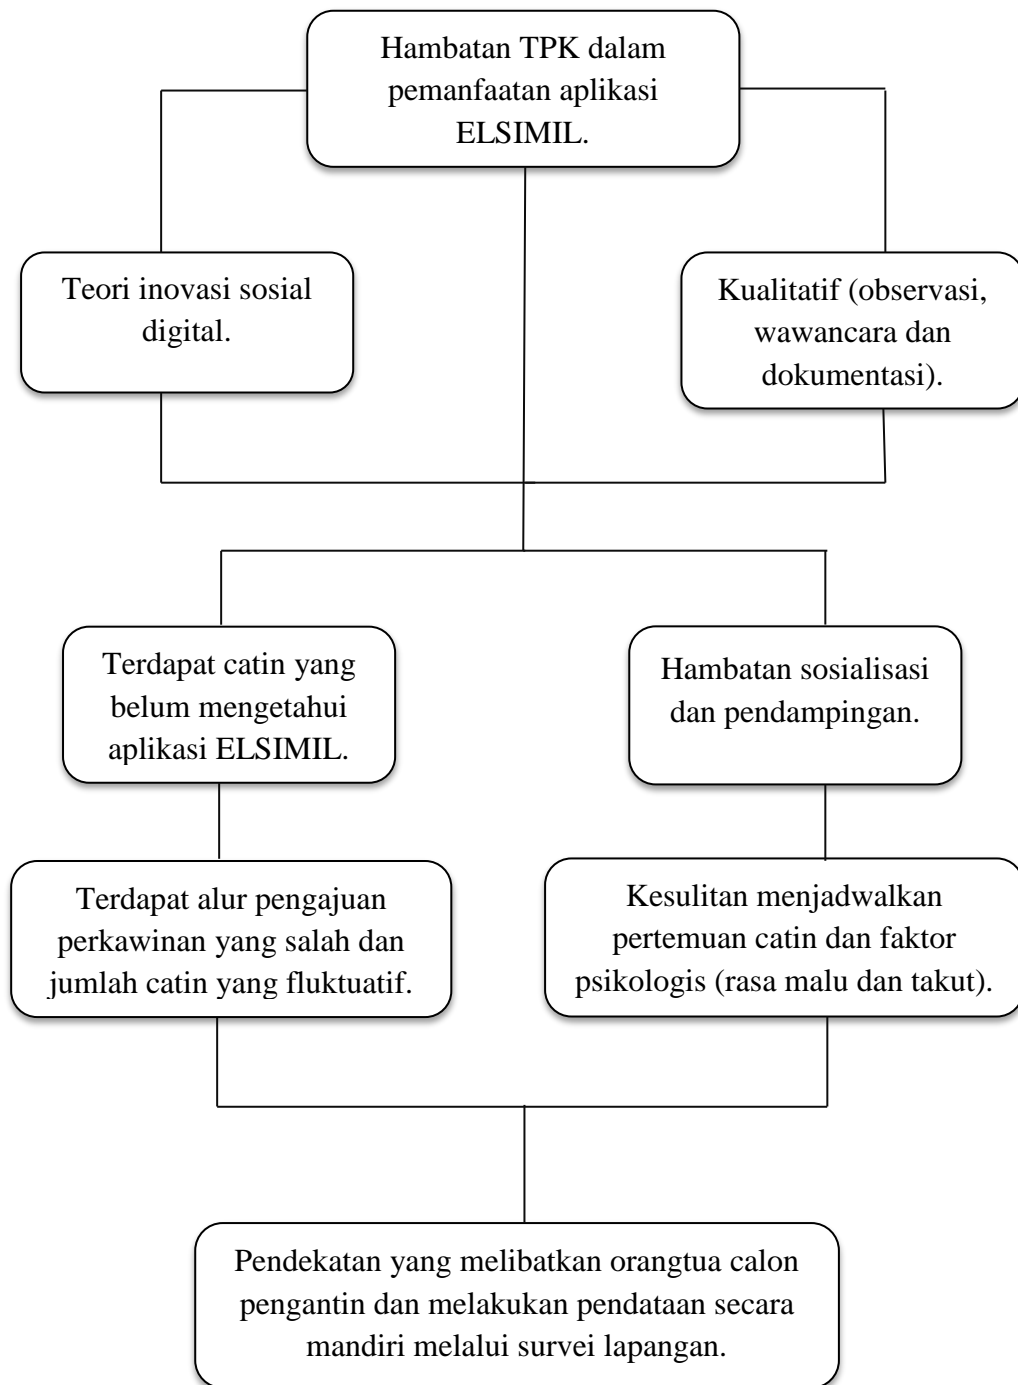 Hambatan TPK dalam
pemanfaatan aplikasi
ELSIMIL.
Teori inovasi sosial
digital.
Kualitatif (observasi,
wawancara dan
dokumentasi).
Terdapat catin yang
belum mengetahui
aplikasi ELSIMIL.
Hambatan sosialisasi
dan pendampingan.
Terdapat alur pengajuan
perkawinan yang salah dan
jumlah catin yang fluktuatif.
Kesulitan menjadwalkan
pertemuan catin dan faktor
psikologis (rasa malu dan takut).
Pendekatan yang melibatkan orangtua calon
pengantin dan melakukan pendataan secara
mandiri melalui survei lapangan.